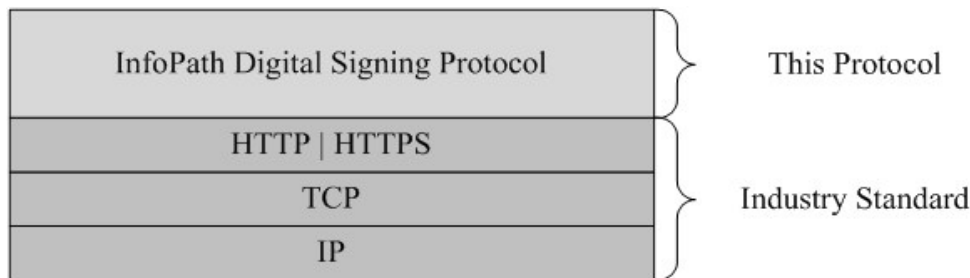 InfoPath Digital Signing Protocol
This Protocol
HTTP | HTTPS
TCP
Industry Standard
IP